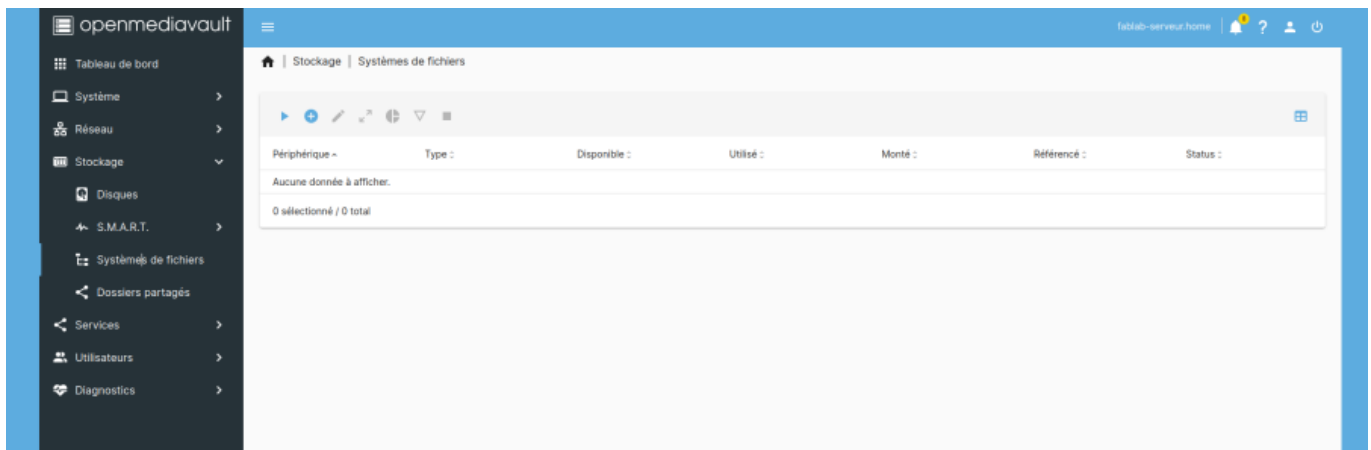 openmediavault
fablab-serveur.home
Tableau de bord
Système
Réseau
Stockage
Disques
S.M.A.R.T.
Systèmes de fichiers
Dossiers partagés
Services
Utilisateurs
Diagnostics
| Stockage | Systèmes de fichiers
Périphérique Type Disponible Utilisé Monté Référencé Status
Aucune donnée à afficher.
0 sélectionné / 0 total